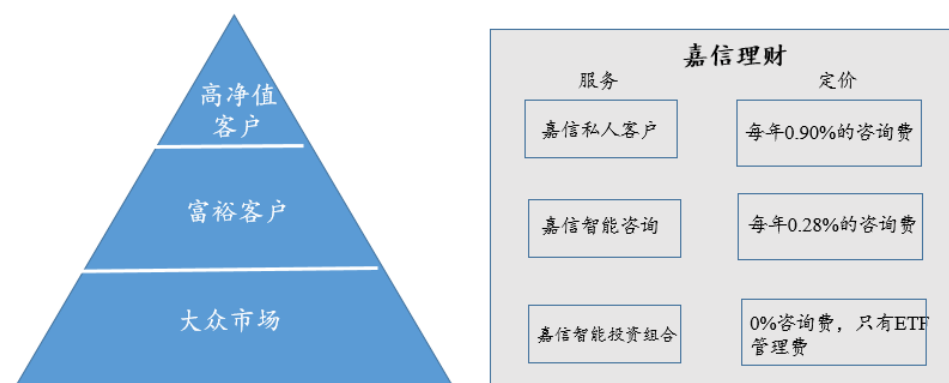 高净值
客户
富裕客户
大众市场
嘉信理财
服务
定价
嘉信私人客户
每年0.90%的咨询费
嘉信智能咨询
每年0.28%的咨询费
嘉信智能投资组合
0%咨询费，只有ETF
管理费